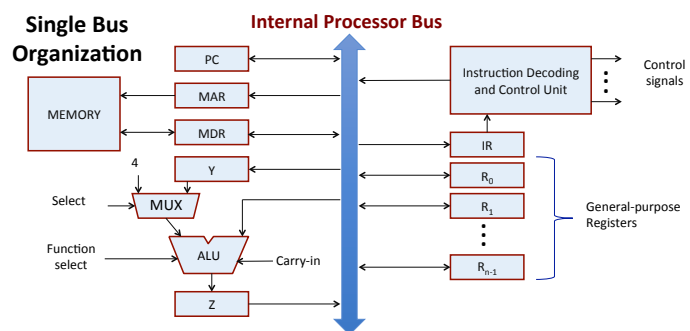 Single Bus
Organization
Internal Processor Bus
PC
MAR
MEMORY
MDR
Y
4
Select
MUX
Function
select
ALU
Carry-in
Z
Instruction Decoding
and Control Unit
Control
signals
IR
R0
R1
Rn-1
General-purpose
Registers